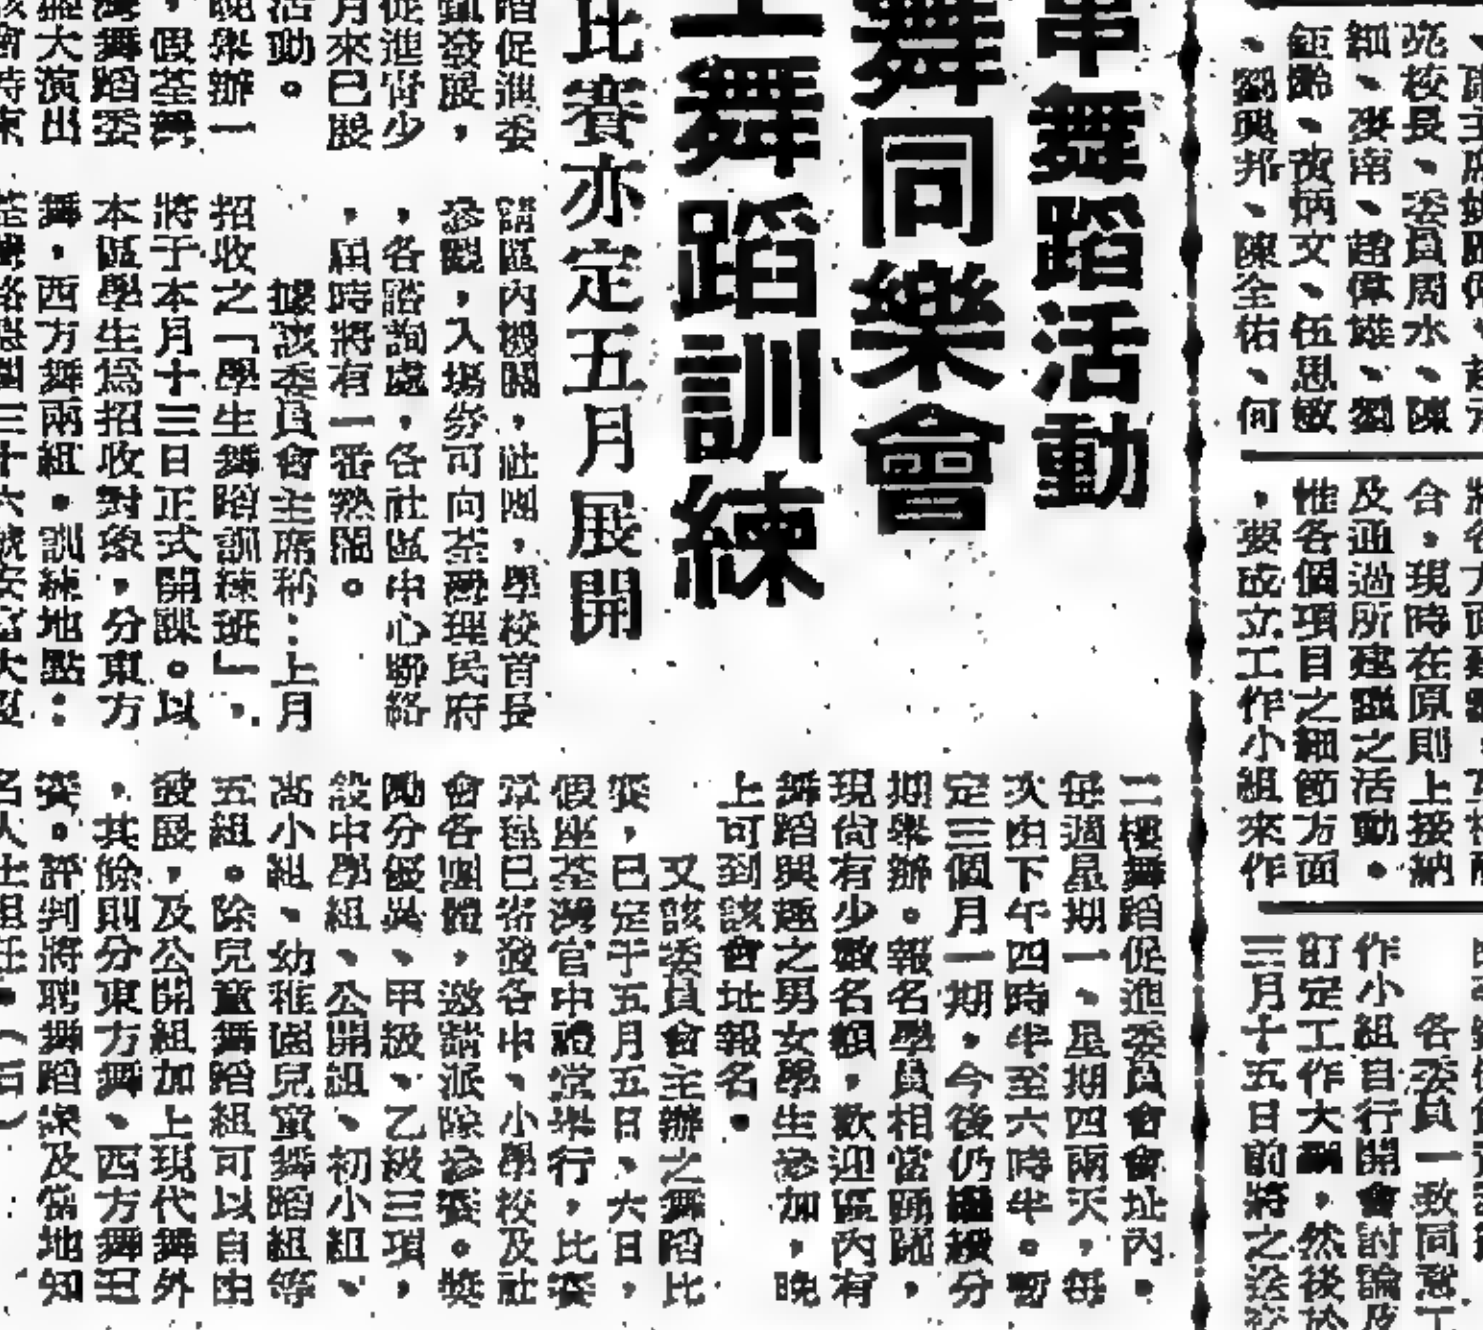 串舞蹈活動
舞同樂會
舞蹈訓練
比賽亦定五月展開
蹈促進委
發展，
促進青少
月來已展
活動。
晚舉辦一
，假荃灣
灣舞蹈委
大演出
請區內機關，社團，學校首長
參觀，入場券可向荃灣理民府
，各諮詢處，各社區中心聯絡
，屆時將有一番熱鬧。
據該委員會主席稱：上月
招收之「學生舞蹈訓練班」，
將于本月十三日正式開課。以
本區學生為招收對象，分東方
舞，西方舞兩組。訓練地點：
二樓舞蹈促進委員會會址內。
每週星期一、星期四兩天，每
次由下午四時半至六時半。暫
定三個月一期。今後仍繼續分
期舉辦。報名學員相當踴躍，
現尚有少數名額，歡迎區內有
舞蹈興趣之男女學生參加，晚
上可到該會址報名。
又該委員會主辦之舞蹈比
賽，已定于五月五日、六日，
假座荃灣官中禮堂舉行，比賽
章程已寄發各中、小學校及社
會各團體，邀請派隊參賽。獎
勵分優異、甲級、乙級三項，
設中學組、公開組、初小組、
高小組、幼稚園兒童舞蹈組等
五組。除兒童舞蹈組可以自由
發展，及公開組加上現代舞外
，其餘則分東方舞、西方舞
賽。評判將聘舞蹈及當地知
亮校長、委員周水、陳
麥南、趙偉雄、劉
鉅齡、黃炳文、伍思敏
、劉興邦、陳全佑、何
合。現時在原則上接納
及通過所建議之活動。
惟各個項目之細節方面
，要成立工作小組來作
各委員一致同意
作小組自行開會討論及
訂定工作大綱，然後於
三月十五日前將之送交